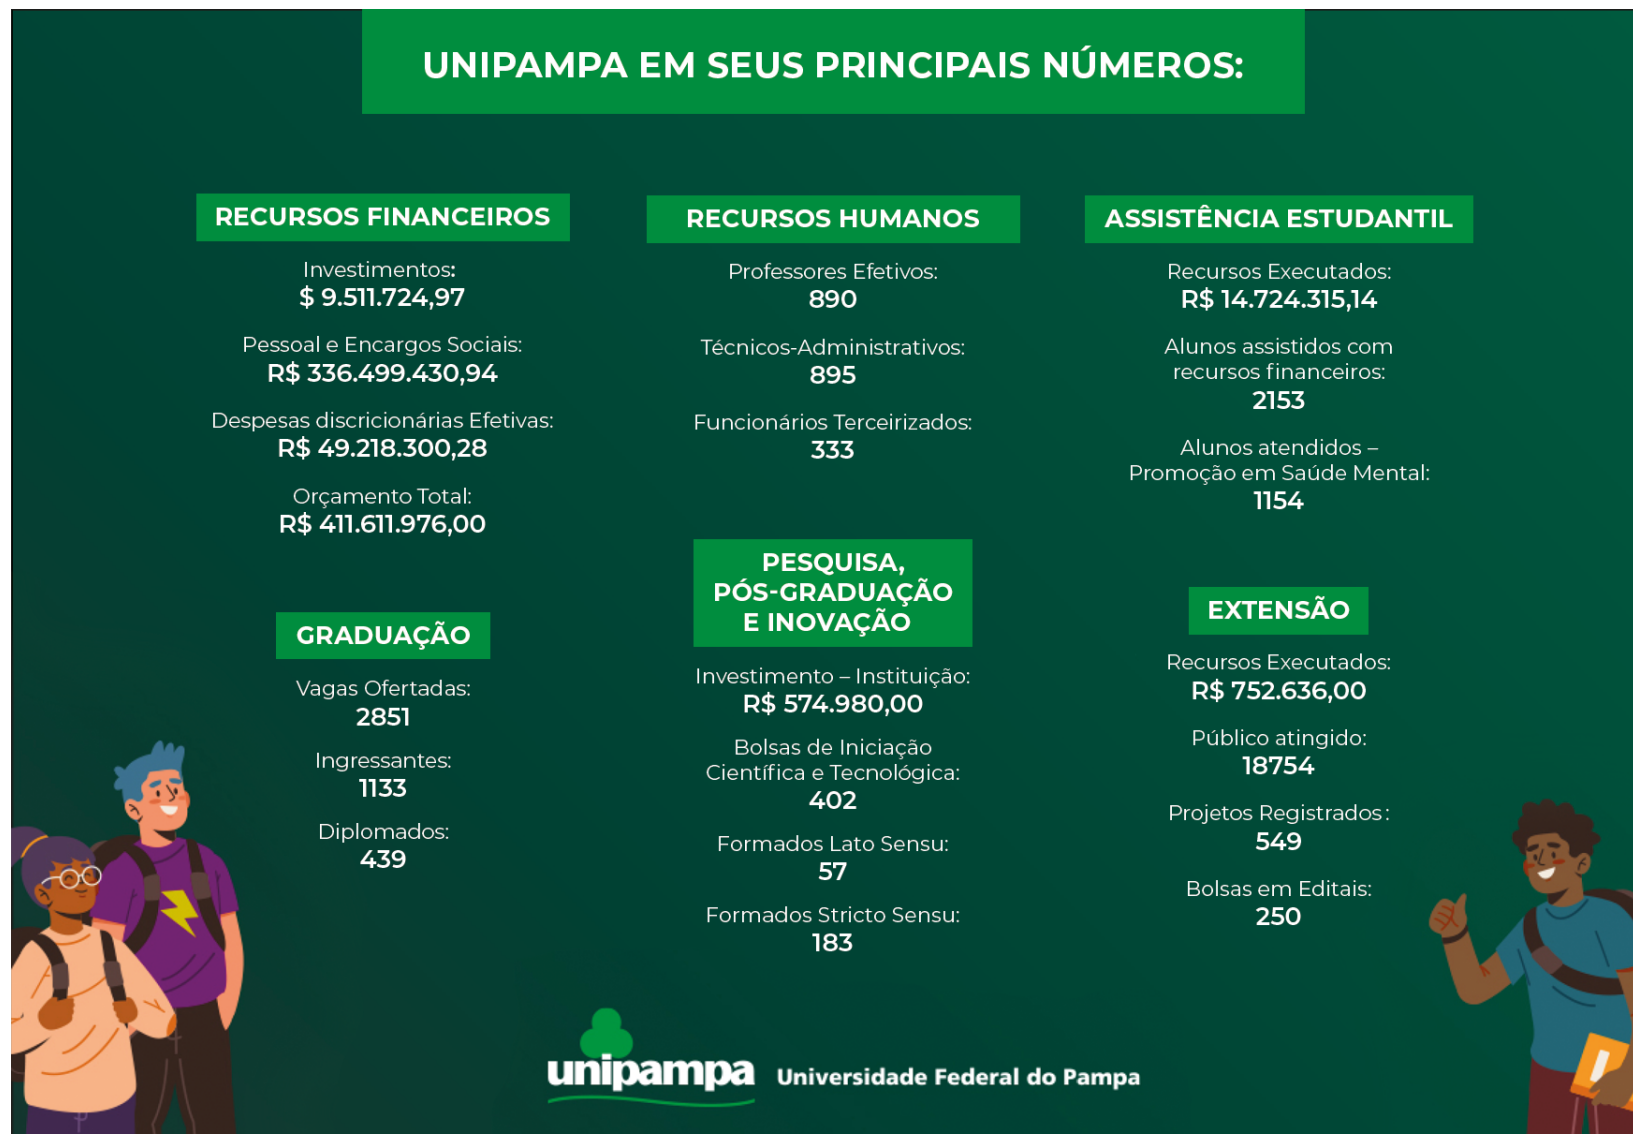 UNIPAMPA EM SEUS PRINCIPAIS NÚMEROS:
RECURSOS FINANCEIROS
Investimentos:
$ 9.511.724,97
Pessoal e Encargos Sociais:
R$ 336.499.430,94
Despesas discricionárias Efetivas:
R$ 49.218.300,28
Orçamento Total:
R$ 411.611.976,00
RECURSOS HUMANOS
Professores Efetivos:
890
Técnicos-Administrativos:
895
Funcionários Terceirizados:
333
ASSISTÊNCIA ESTUDANTIL
Recursos Executados:
R$ 14.724.315,14
Alunos assistidos com
recursos financeiros:
2153
Alunos atendidos –
Promoção em Saúde Mental:
1154
GRADUAÇÃO
Vagas Ofertadas:
2851
Ingressantes:
1133
Diplomados:
439
PESQUISA,
PÓS-GRADUAÇÃO
E INOVAÇÃO
Investimento – Instituição:
R$ 574.980,00
Bolsas de Iniciação
Científica e Tecnológica:
402
Formados Lato Sensu:
57
Formados Stricto Sensu:
183
EXTENSÃO
Recursos Executados:
R$ 752.636,00
Público atingido:
18754
Projetos Registrados:
549
Bolsas em Editais:
250
unipampa
Universidade Federal do Pampa